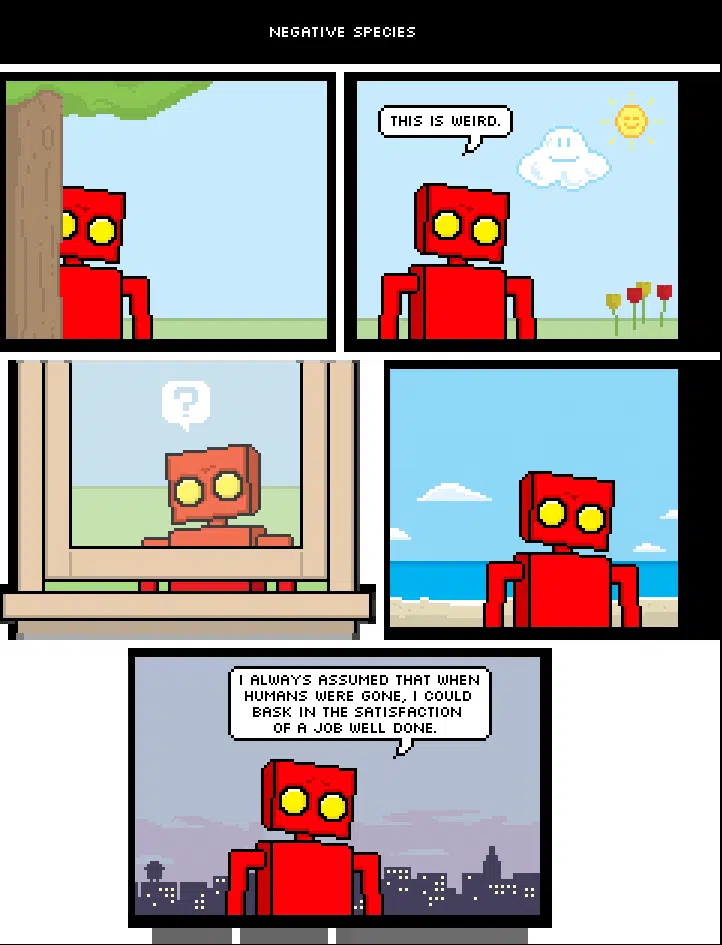 NEGATIVE SPECIES
THIS IS WEIRD.
?
I ALWAYS ASSUMED THAT WHEN
HUMANS WERE GONE, I COULD
BASK IN THE SATISFACTION
OF A JOB WELL DONE.